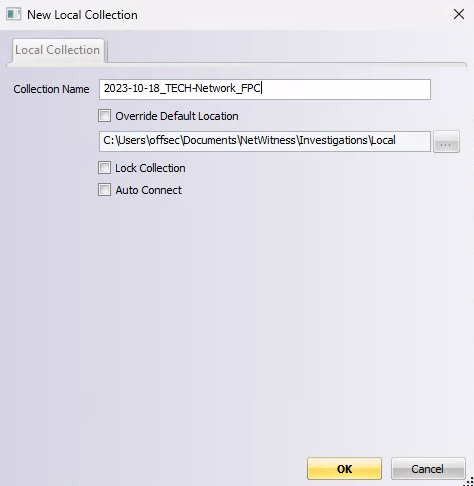 New Local Collection
Local Collection
Collection Name 2023-10-18_TECH-Network_FPC
Override Default Location
C:\Users\offsec\Documents\NetWitness\Investigations\Local ...
Lock Collection
Auto Connect
OK Cancel